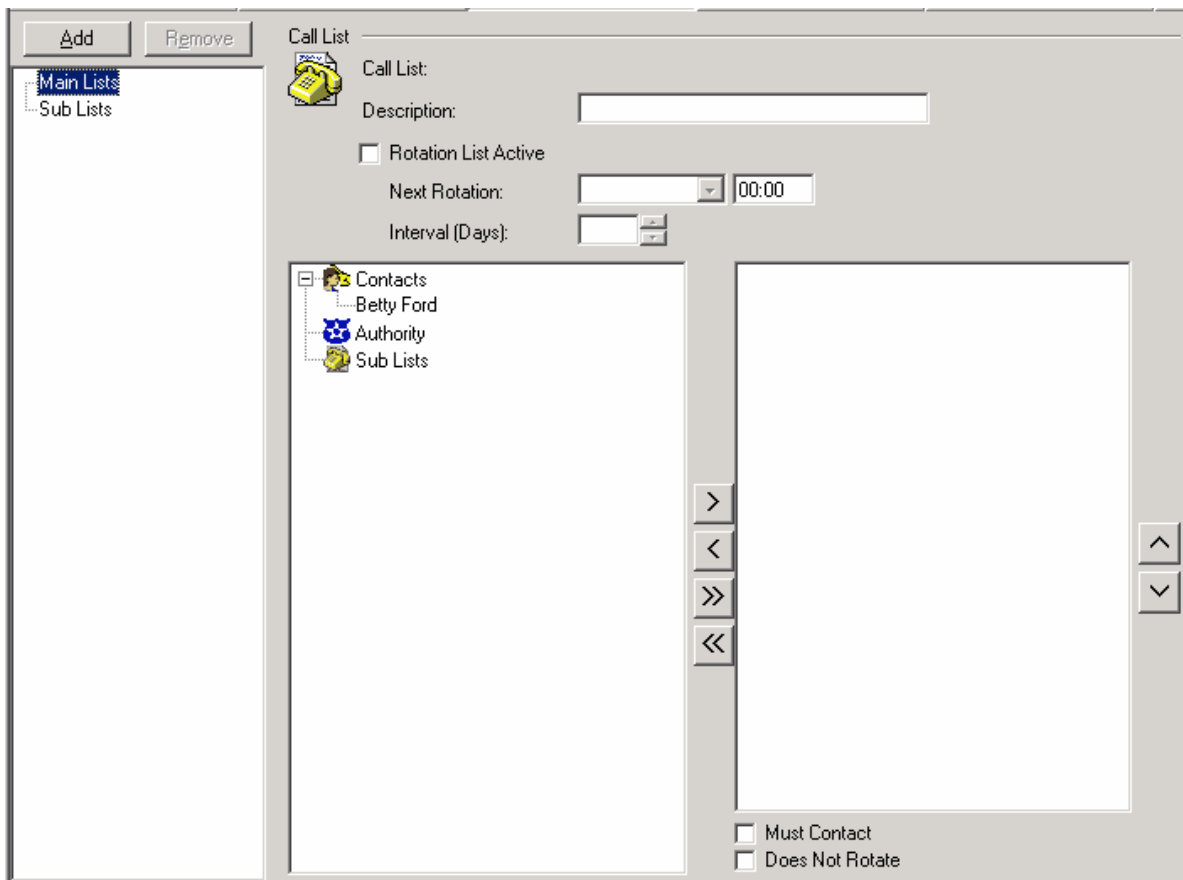 Add
Remove
Main Lists
Sub Lists
Call List
Call List:
Description:
Rotation List Active
Next Rotation:
00:00
Interval (Days):
Contacts
Betty Ford
Authority
Sub Lists
>
<
>>
<<
Must Contact
Does Not Rotate